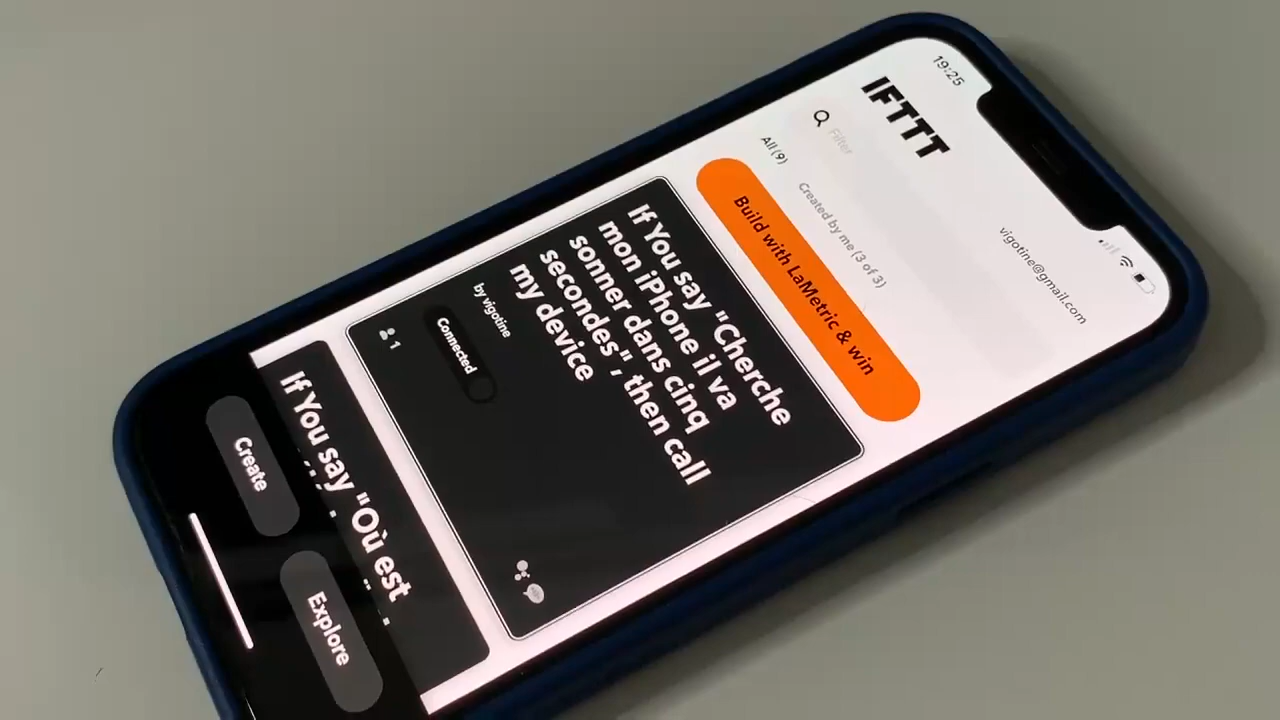 19:25
IFTTT
vigotine@gmail.com
Filter
All (9)
Created by me (3 of 3)
Build with LaMetric & win
If You say "Cherche
mon iPhone il va
sonner dans cinq
secondes", then call
my device
by vigotine
Connected
1
If You say "Où est
Create
Explore